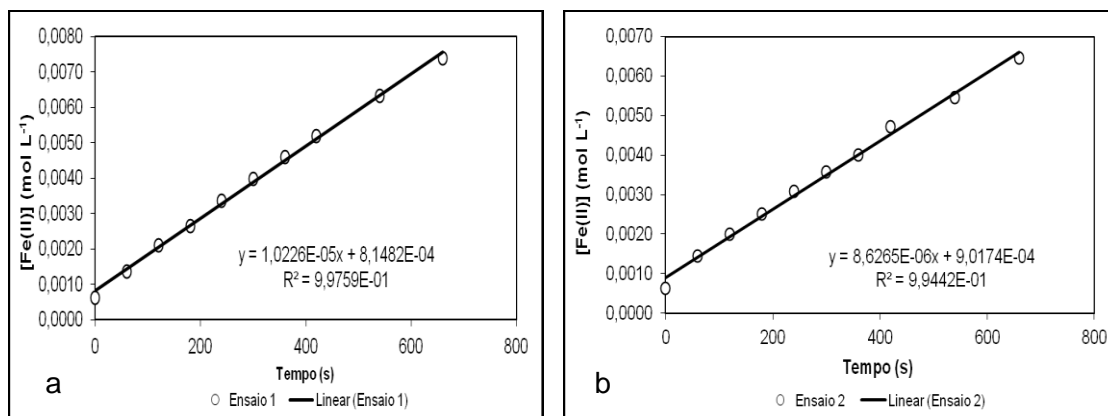 [Fe(II)] (mol L⁻¹)
0,0080
0,0070
0,0060
0,0050
0,0040
0,0030
0,0020
0,0010
0,0000
y = 1,0226E-05x + 8,1482E-04
R² = 9,9759E-01
0 200 400 600 800
Tempo (s)
a
Ensaio 1 Linear (Ensaio 1)
[Fe(II)] (mol L⁻¹)
0,0070
0,0060
0,0050
0,0040
0,0030
0,0020
0,0010
0,0000
y = 8,6265E-06x + 9,0174E-04
R² = 9,9442E-01
0 200 400 600 800
Tempo (s)
b
Ensaio 2 Linear (Ensaio 2)